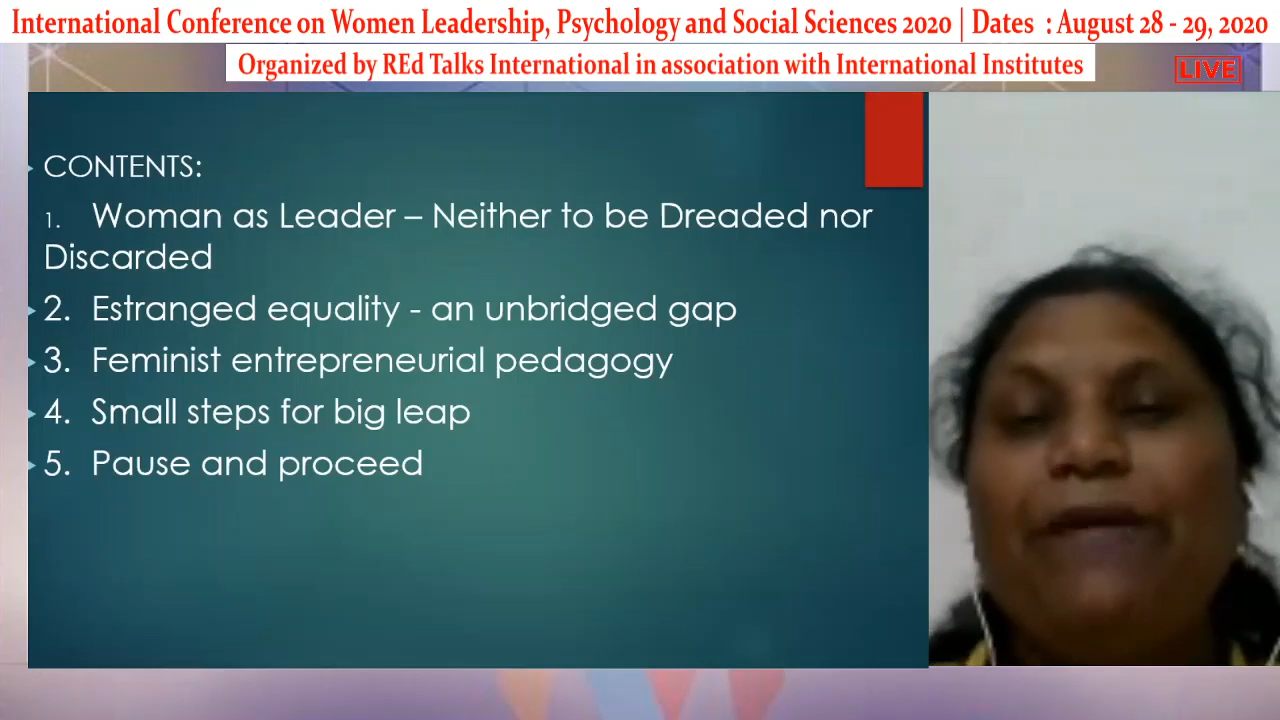 International Conference on Women Leadership, Psychology and Social Sciences 2020 | Dates : August 28 - 29, 2020
Organized by REd Talks International in association with International Institutes
LIVE
CONTENTS:
1. Woman as Leader – Neither to be Dreaded nor
Discarded
2. Estranged equality - an unbridged gap
3. Feminist entrepreneurial pedagogy
4. Small steps for big leap
5. Pause and proceed